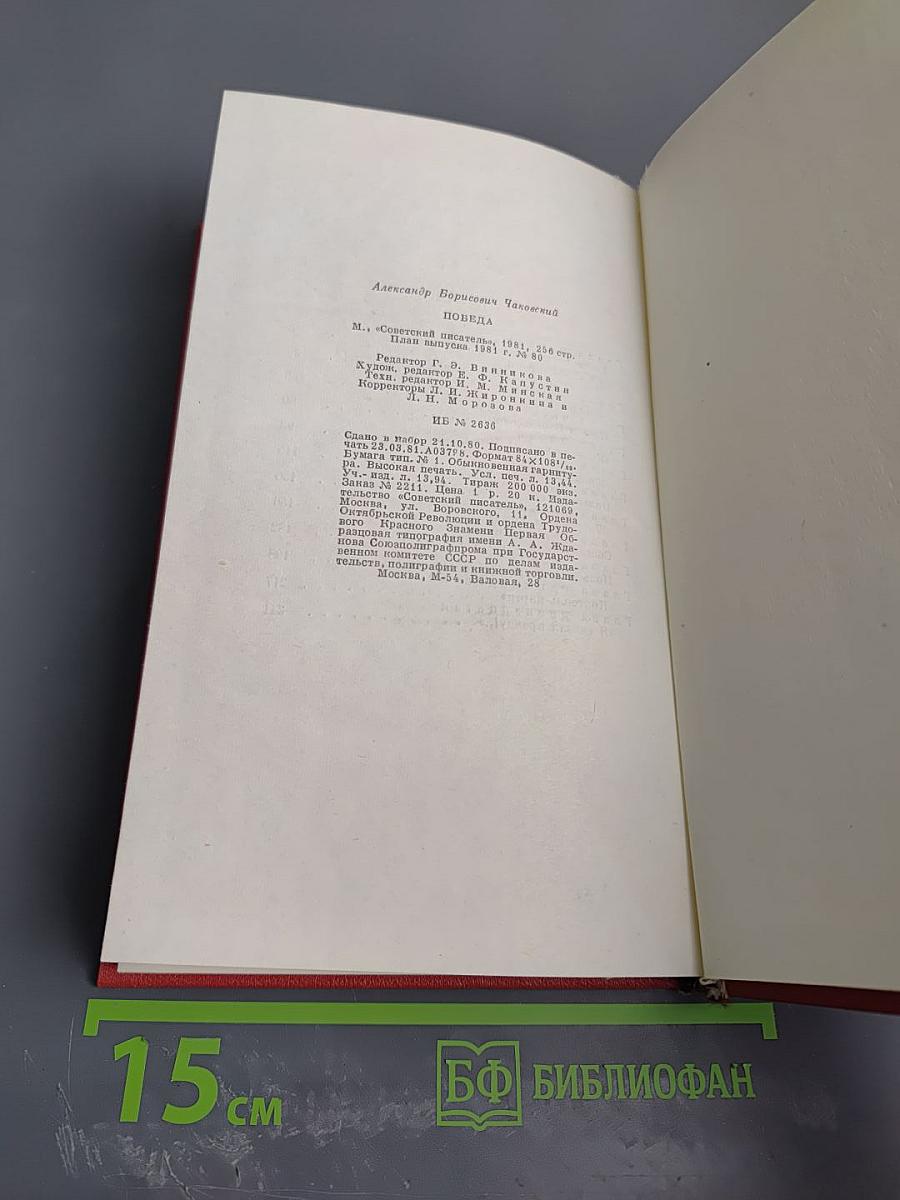 Александр Борисович Чаковский
ПОБЕДА
М., «Советский писатель», 1981, 256 стр.
План выпуска 1981 г. № 80
Редактор Г. Э. Винникова
Худож. редактор Е. Ф. Капустин
Техн. редактор И. М. Минская
Корректоры Л. И. Жиронкина и
Л. Н. Морозова
ИБ № 2636
Сдано в набор 21.10.80. Подписано в пе-
чать 23.03.81. А03798. Формат 84×108¹/₃₂.
Бумага тип. № 1. Обыкновенная гарниту-
ра. Высокая печать. Усл. печ. л. 13,44.
Уч.-изд. л. 13,94. Тираж 200 000 экз.
Заказ № 2211. Цена 1 р. 20 к. Изда-
тельство «Советский писатель», 121069,
Москва, ул. Воровского, 11. Ордена
Октябрьской Революции и ордена Трудо-
вого Красного Знамени Первая Об-
разцовая типография имени А. А. Жда-
нова Союзполиграфпрома при Государст-
венном комитете СССР по делам изда-
тельств, полиграфии и книжной торговли.
Москва, М-54, Валовая, 28
15 см
БФ БИБЛИОФАН